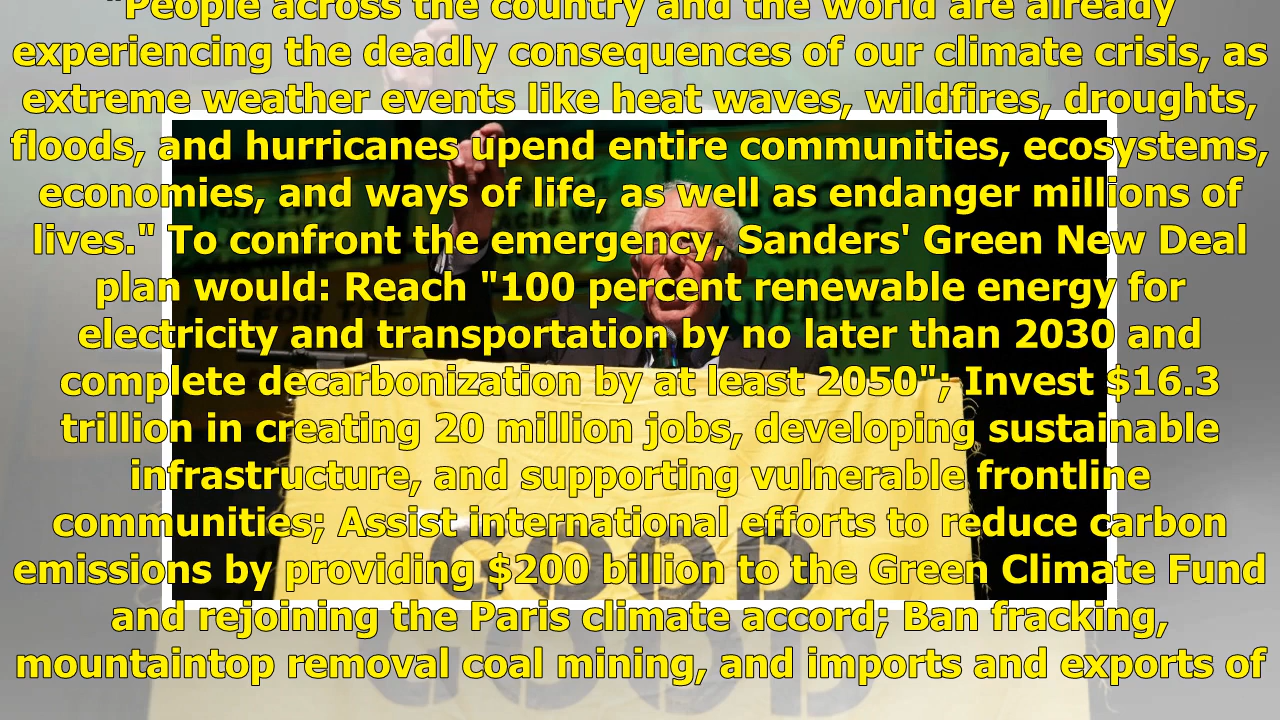 "People across the country and the world are already
experiencing the deadly consequences of our climate crisis, as
extreme weather events like heat waves, wildfires, droughts,
floods, and hurricanes upend entire communities, ecosystems,
economies, and ways of life, as well as endanger millions of
lives." To confront the emergency, Sanders' Green New Deal
plan would: Reach "100 percent renewable energy for
electricity and transportation by no later than 2030 and
complete decarbonization by at least 2050"; Invest $16.3
trillion in creating 20 million jobs, developing sustainable
infrastructure, and supporting vulnerable frontline
communities; Assist international efforts to reduce carbon
emissions by providing $200 billion to the Green Climate Fund
and rejoining the Paris climate accord; Ban fracking,
mountaintop removal coal mining, and imports and exports of
GOOD
GOOD